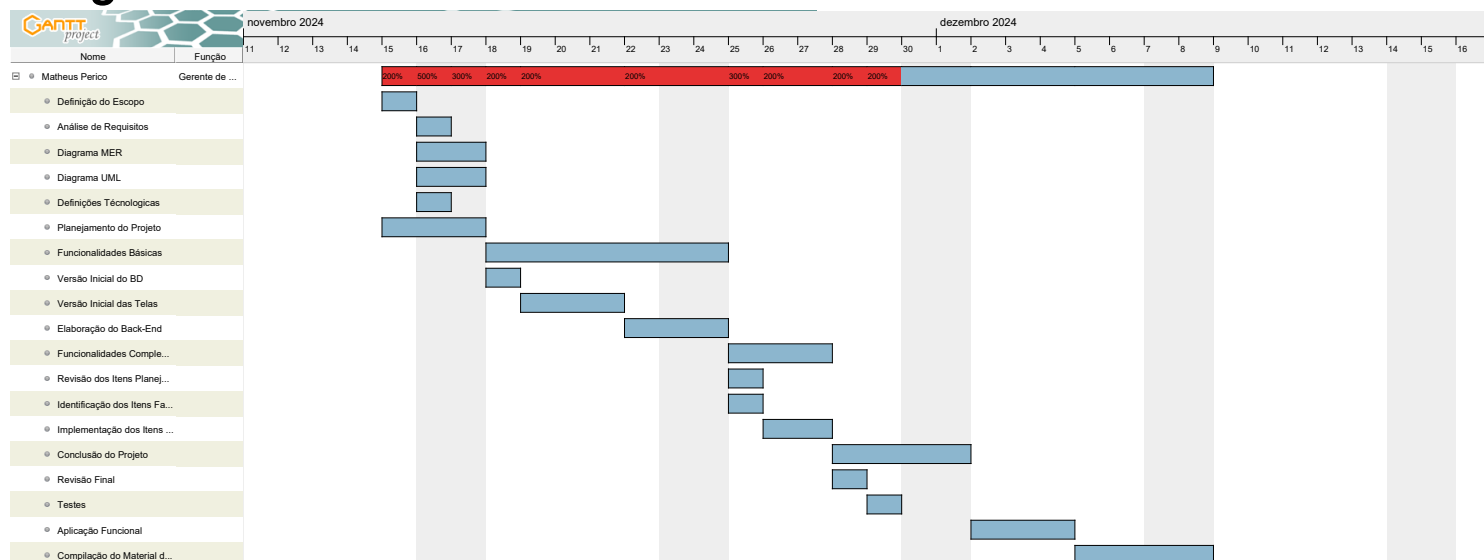 GANTT
project
novembro 2024 dezembro 2024
11 12 13 14 15 16 17 18 19 20 21 22 23 24 25 26 27 28 29 30 1 2 3 4 5 6 7 8 9 10 11 12 13 14 15 16
Nome Função
Matheus Perico Gerente de ... 200% 500% 300% 200% 200% 200% 300% 200% 200% 200%
Definição do Escopo
Análise de Requisitos
Diagrama MER
Diagrama UML
Definições Técnologicas
Planejamento do Projeto
Funcionalidades Básicas
Versão Inicial do BD
Versão Inicial das Telas
Elaboração do Back-End
Funcionalidades Comple...
Revisão dos Itens Planej...
Identificação dos Itens Fa...
Implementação dos Itens ...
Conclusão do Projeto
Revisão Final
Testes
Aplicação Funcional
Compilação do Material d...